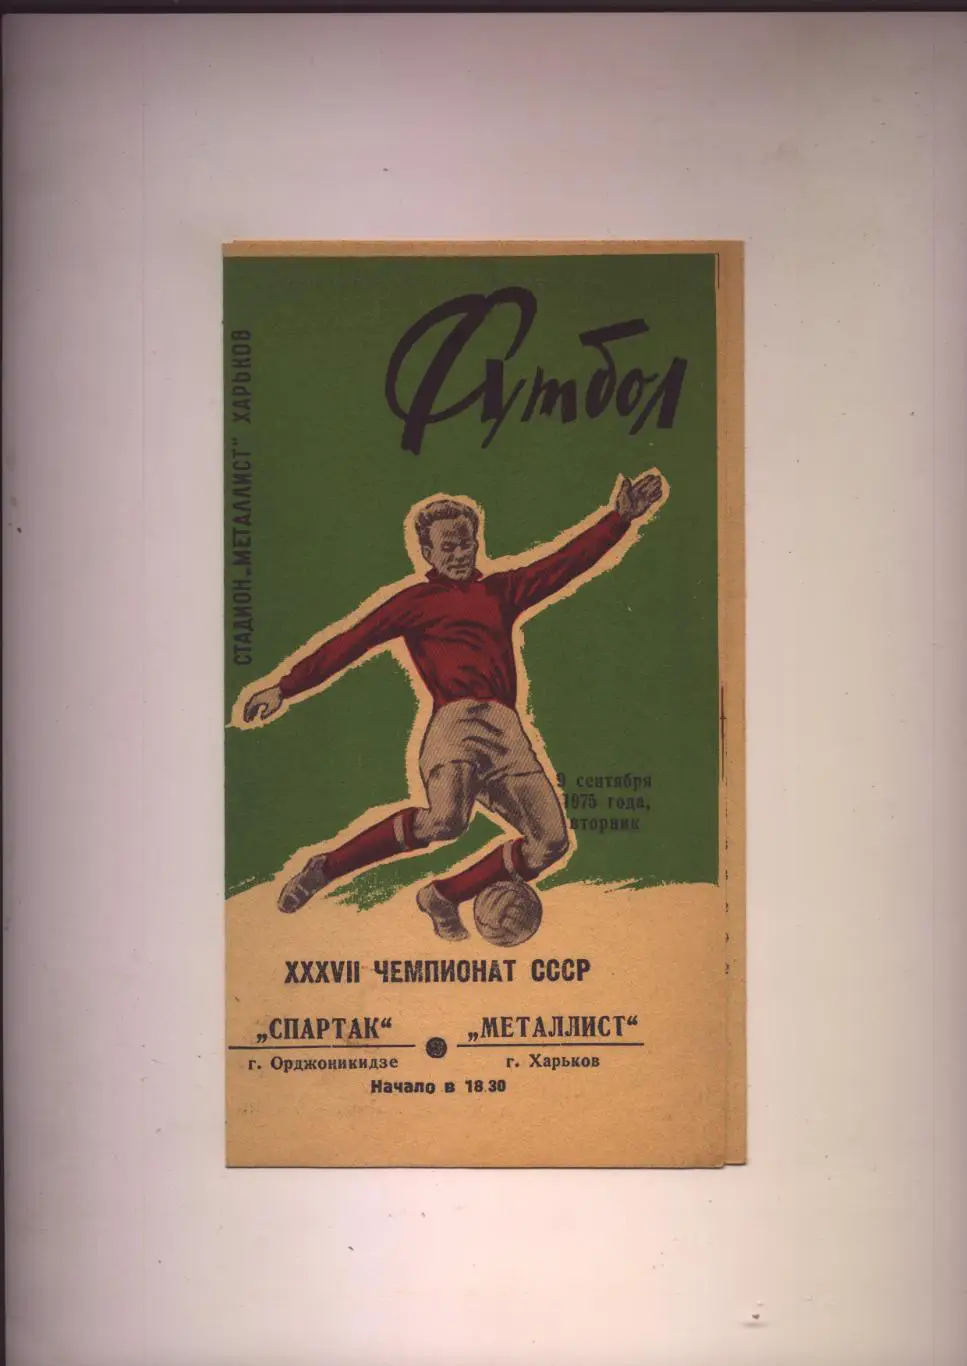 Футбол
СТАДИОН „МЕТАЛЛИСТ" ХАРЬКОВ
9 сентября
1975 года,
вторник
XXXVII ЧЕМПИОНАТ СССР
„СПАРТАК“ „МЕТАЛЛИСТ“
г. Орджоникидзе г. Харьков
Начало в 18.30